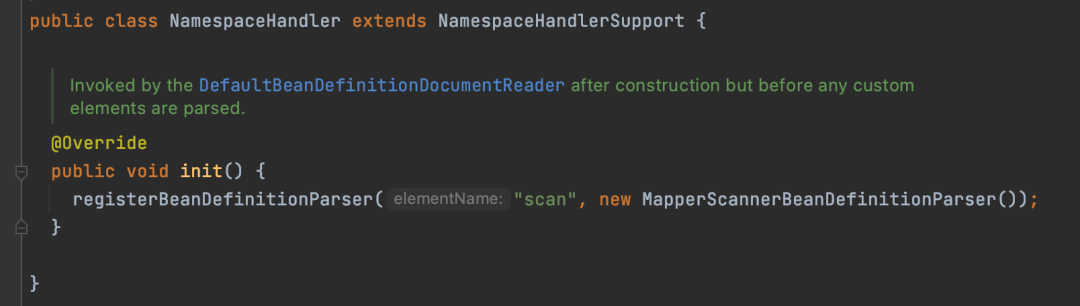 public class NamespaceHandler extends NamespaceHandlerSupport {
Invoked by the DefaultBeanDefinitionDocumentReader after construction but before any custom
elements are parsed.
@Override
public void init() {
registerBeanDefinitionParser( elementName: "scan", new MapperScannerBeanDefinitionParser());
}
}